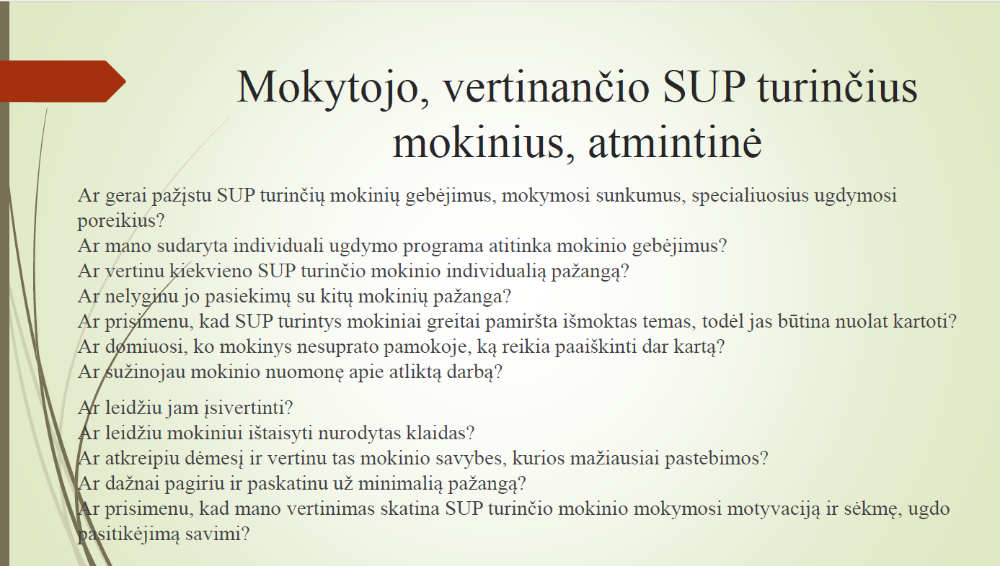 Mokytojo, vertinančio SUP turinčius
mokinius, atmintinė
Ar gerai pažįstu SUP turinčių mokinių gebėjimus, mokymosi sunkumus, specialiuosius ugdymosi
poreikius?
Ar mano sudaryta individuali ugdymo programa atitinka mokinio gebėjimus?
Ar vertinu kiekvieno SUP turinčio mokinio individualią pažangą?
Ar nelyginu jo pasiekimų su kitų mokinių pažanga?
Ar prisimenu, kad SUP turintys mokiniai greitai pamiršta išmoktas temas, todėl jas būtina nuolat kartoti?
Ar domiuosi, ko mokinys nesuprato pamokoje, ką reikia paaiškinti dar kartą?
Ar sužinojau mokinio nuomonę apie atliktą darbą?
Ar leidžiu jam įsivertinti?
Ar leidžiu mokiniui ištaisyti nurodytas klaidas?
Ar atkreipiu dėmesį ir vertinu tas mokinio savybes, kurios mažiausiai pastebimos?
Ar dažnai pagiriu ir paskatinu už minimalią pažangą?
Ar prisimenu, kad mano vertinimas skatina SUP turinčio mokinio mokymosi motyvaciją ir sėkmę, ugdo
pasitikėjimą savimi?